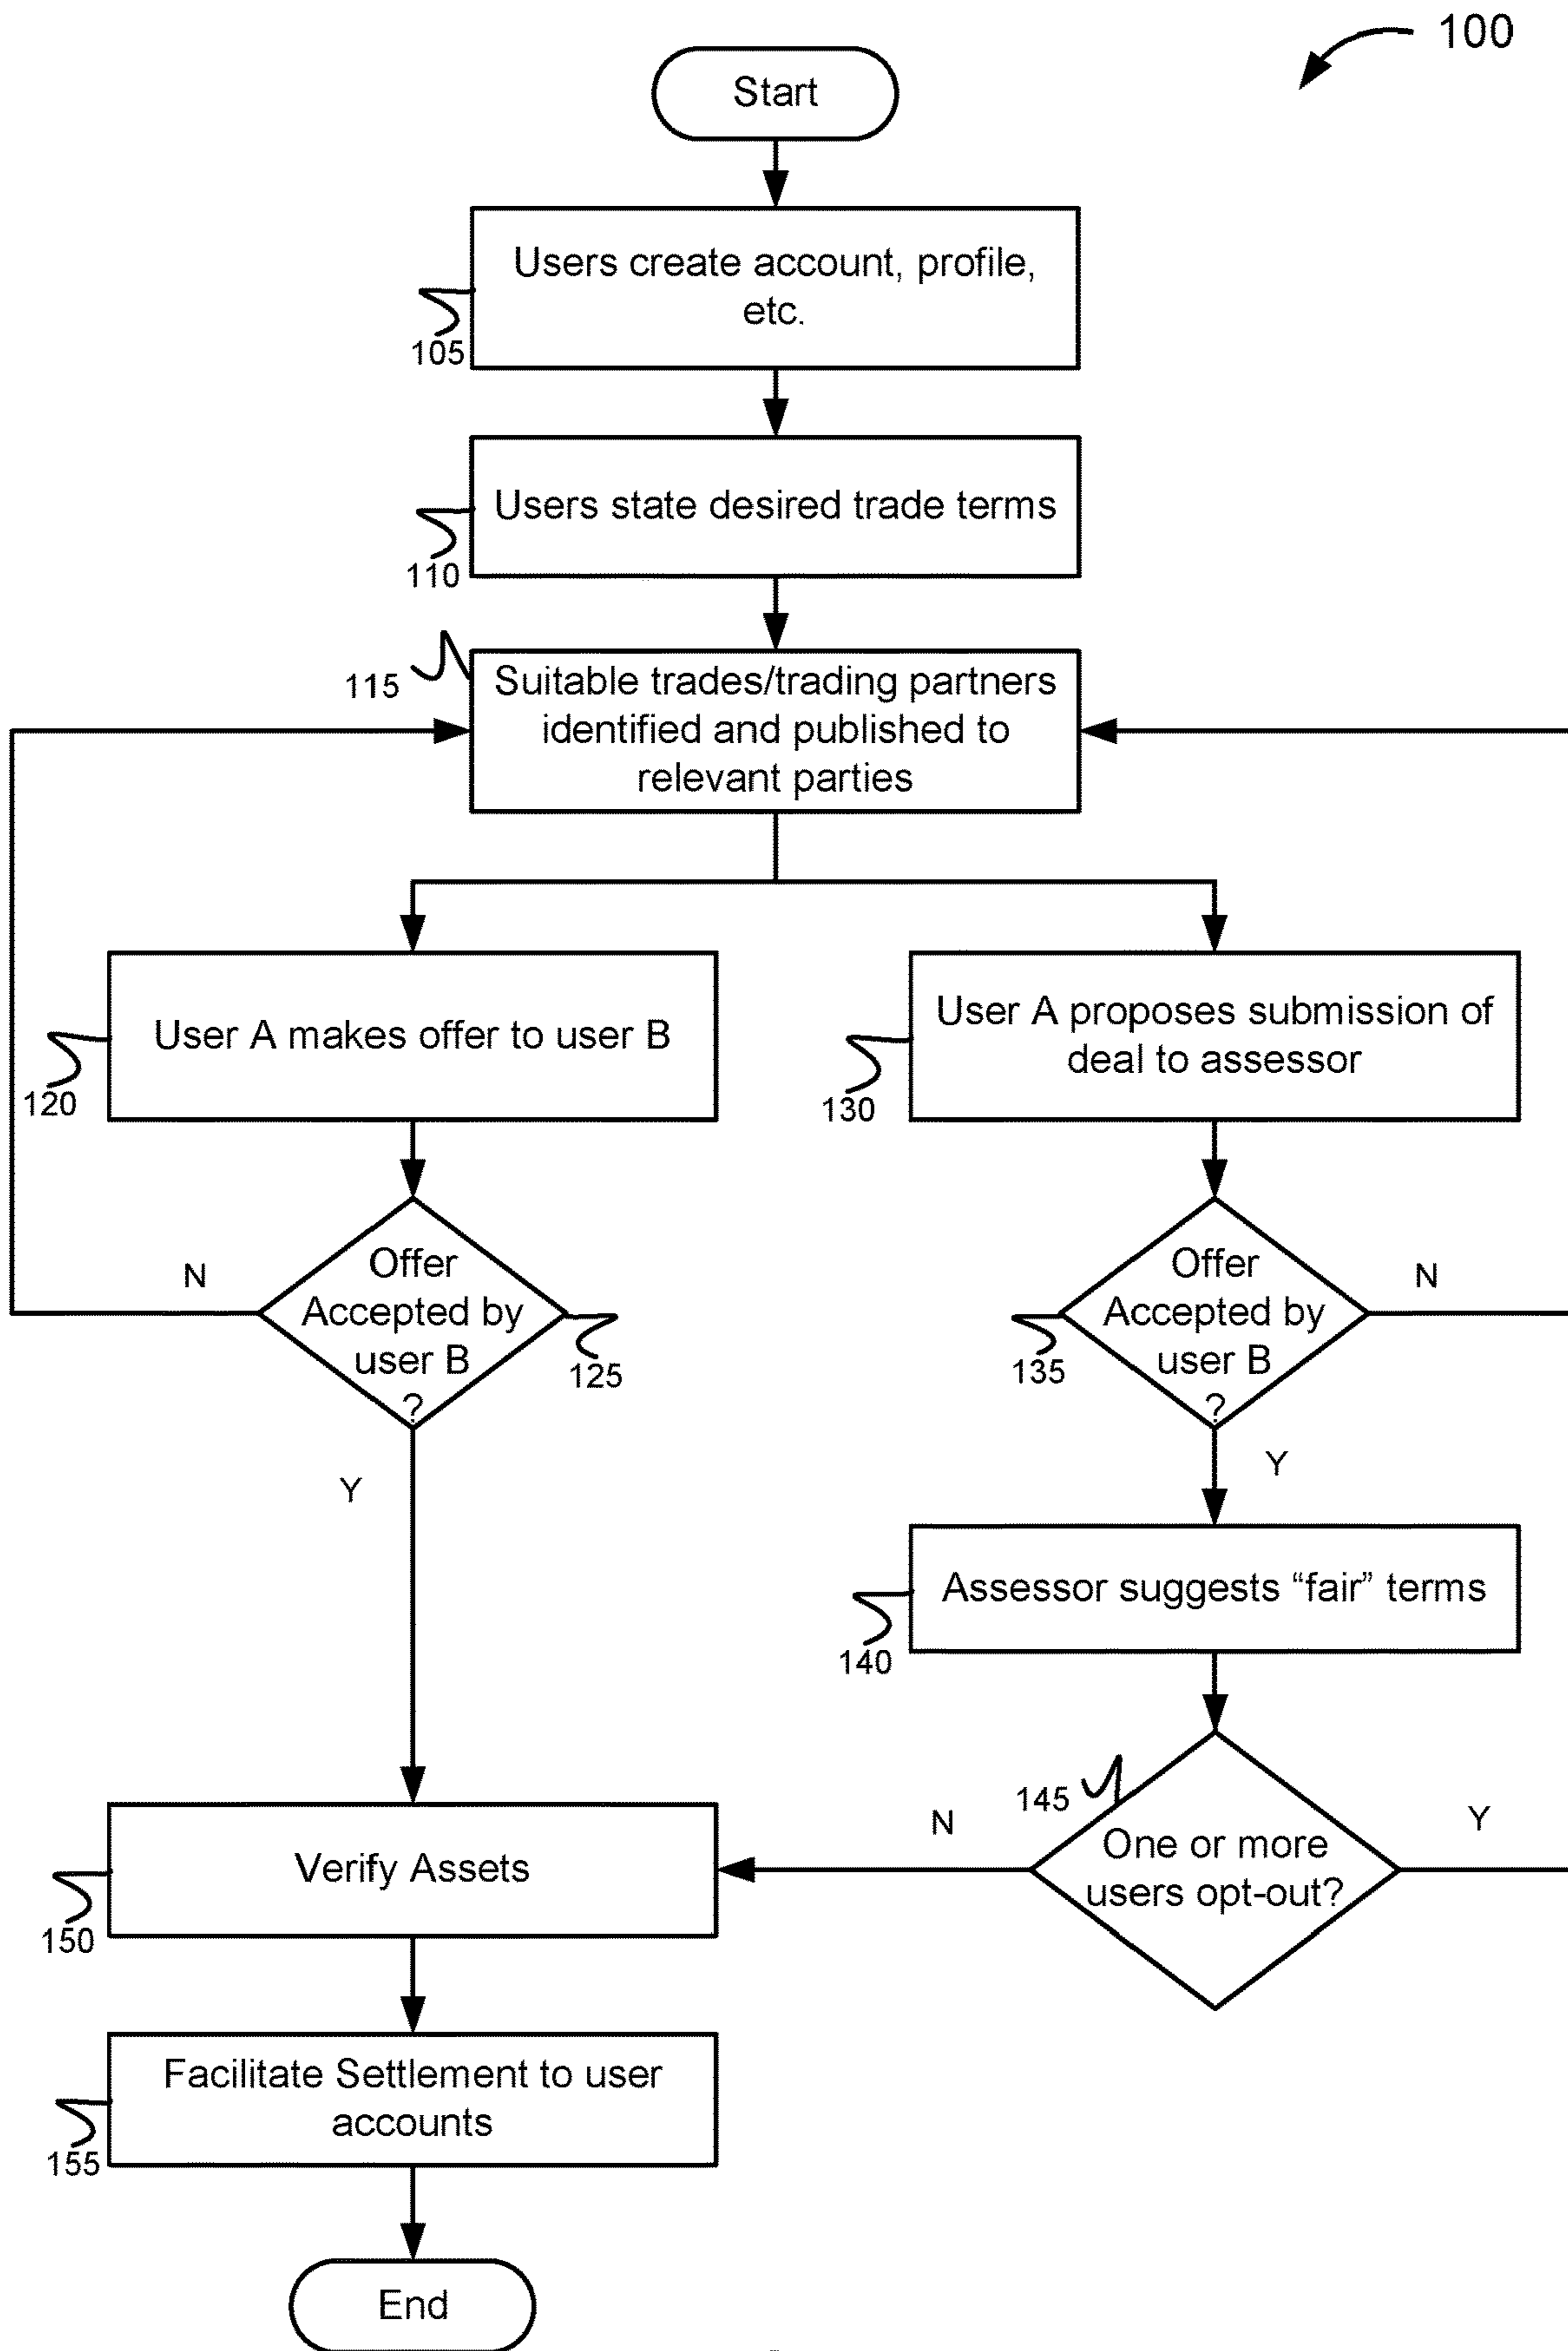 100
Start
Users create account, profile,
etc.
105
Users state desired trade terms
110
115
Suitable trades/trading partners
identified and published to
relevant parties
User A makes offer to user B
120
User A proposes submission of
deal to assessor
130
N
Offer
Accepted by
user B
?
125
Y
Offer
Accepted by
user B
?
135
N
Y
Assessor suggests “fair” terms
140
145
One or more
users opt-out?
N
Y
Verify Assets
150
Facilitate Settlement to user
accounts
155
End